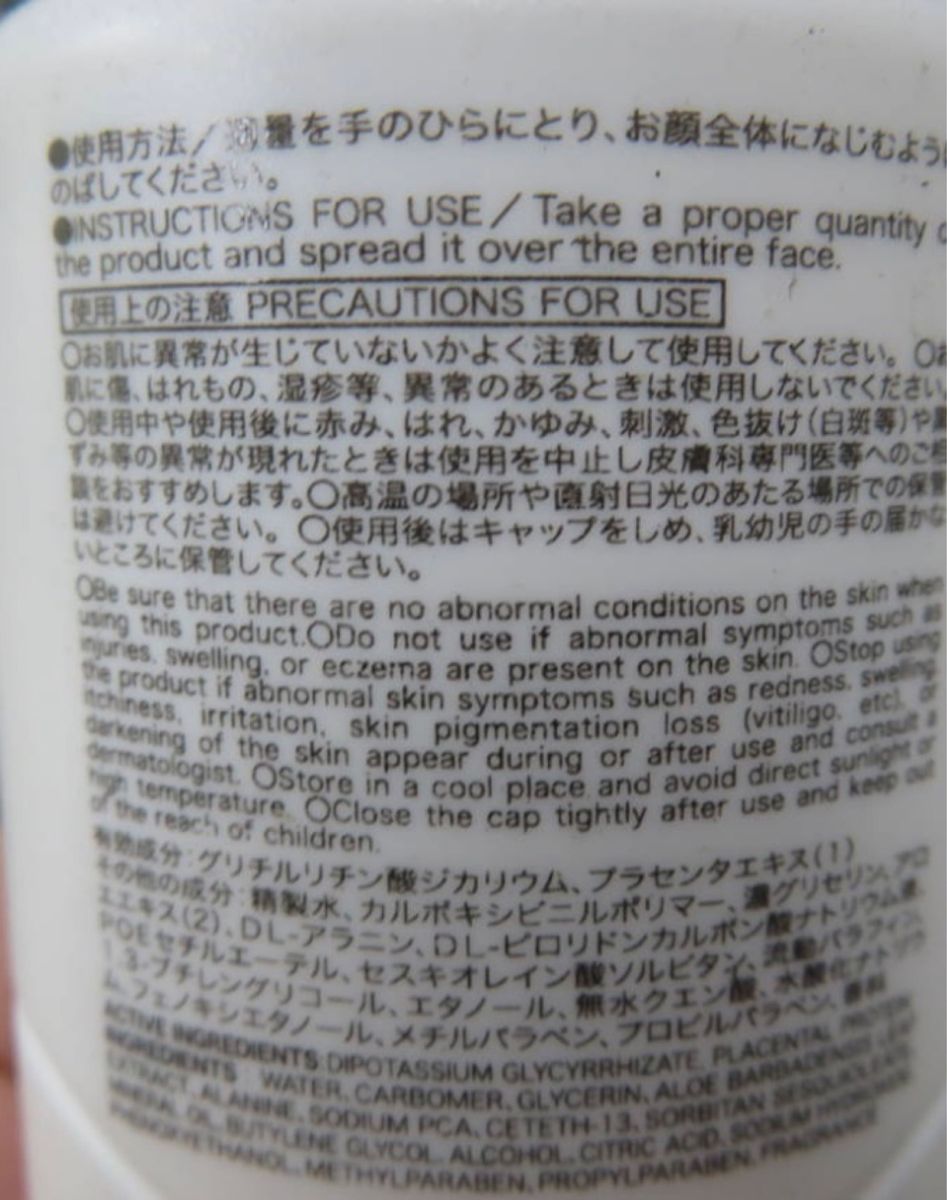 ●使用方法/適量を手のひらにとり、お顔全体になじむよう
のばしてください。
●INSTRUCTIONS FOR USE / Take a proper quantity
the product and spread it over the entire face.
使用上の注意 PRECAUTIONS FOR USE
○お肌に異常が生じていないかよく注意して使用してください。○
肌に傷、はれもの、湿疹等、異常のあるときは使用しないでください
○使用中や使用後に赤み、はれ、かゆみ、刺激、色抜け(白斑等)や
ずみ等の異常が現れたときは使用を中止し皮膚科専門医等へのご相
談をおすすめします。○高温の場所や直射日光のあたる場所での保管
は避けてください。○使用後はキャップをしめ、乳幼児の手の届かな
いところに保管してください。
○Be sure that there are no abnormal conditions on the skin when
using this product.○Do not use if abnormal symptoms such as
injuries, swelling, or eczema are present on the skin. ○Stop using
the product if abnormal skin symptoms such as redness, swelling,
itchiness, irritation, skin pigmentation loss (vitiligo, etc), or
darkening of the skin appear during or after use and consult a
dermatologist. ○Store in a cool place and avoid direct sunlight or
high temperature. ○Close the cap tightly after use and keep out
of the reach of children.
有効成分:グリチルリチン酸ジカリウム、プラセンタエキス(1)
その他の成分:精製水、カルボキシビニルポリマー、濃グリセリン、アロ
エエキス(2)、DL-アラニン、DL-ピロリドンカルボン酸ナトリウム液、
POEセチルエーテル、セスキオレイン酸ソルビタン、流動パラフィン、
1,3-ブチレングリコール、エタノール、無水クエン酸、水酸化ナトリウ
ム、フェノキシエタノール、メチルパラベン、プロピルパラベン、香料
ACTIVE INGREDIENTS:DIPOTASSIUM GLYCYRRHIZATE, PLACENTAL PROTEIN
INGREDIENTS : WATER, CARBOMER, GLYCERIN, ALOE BARBADENSIS LEAF
EXTRACT, ALANINE, SODIUM PCA, CETETH-13, SORBITAN SESQUIOLEATE,
MINERAL OIL, BUTYLENE GLYCOL, ALCOHOL, CITRIC ACID, SODIUM HYDROXIDE,
PHENOXYETHANOL, METHYLPARABEN, PROPYLPARABEN, FRAGRANCE